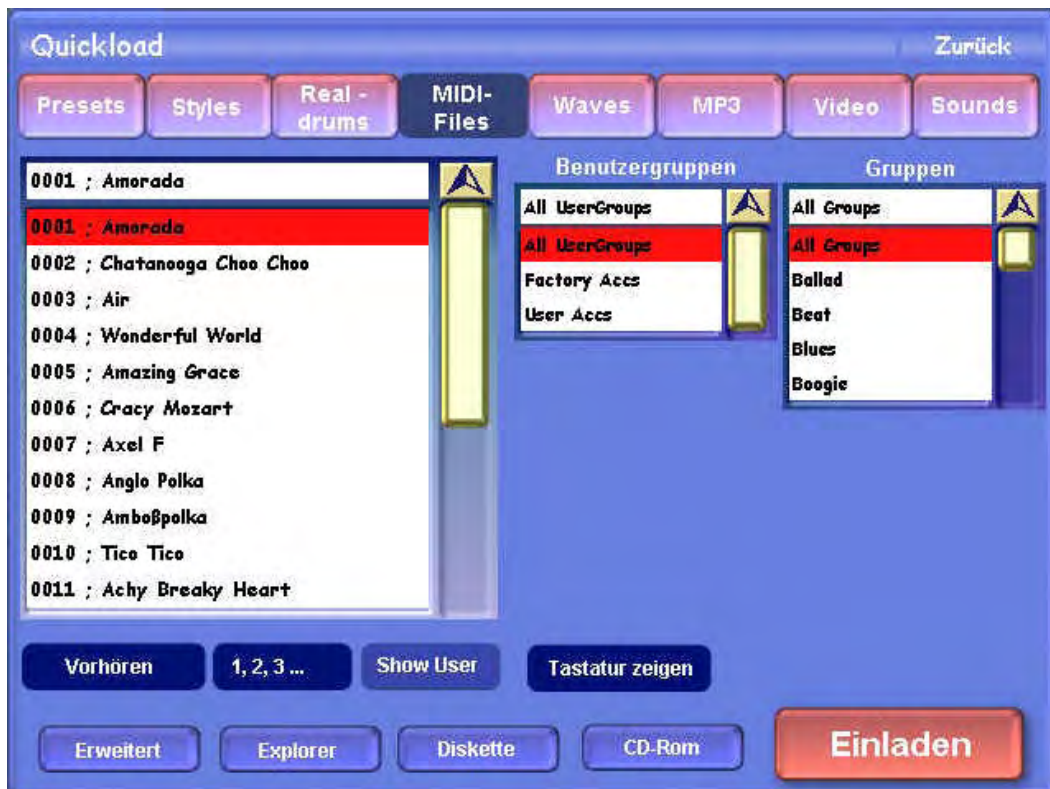 Quickload
Zurück
Presets
Styles
Real -
drums
MIDI-
Files
Waves
MP3
Video
Sounds
0001 ; Amorada
0001 ; Amorada
0002 ; Chatanooga Choo Choo
0003 ; Air
0004 ; Wonderful World
0005 ; Amazing Grace
0006 ; Cracy Mozart
0007 ; Axel F
0008 ; Anglo Polka
0009 ; Amboßpolka
0010 ; Tico Tico
0011 ; Achy Breaky Heart
Benutzergruppen
All UserGroups
All UserGroups
Factory Accs
User Accs
Gruppen
All Groups
All Groups
Ballad
Beat
Blues
Boogie
Vorhören
1, 2, 3 ...
Show User
Tastatur zeigen
Erweitert
Explorer
Diskette
CD-Rom
Einladen